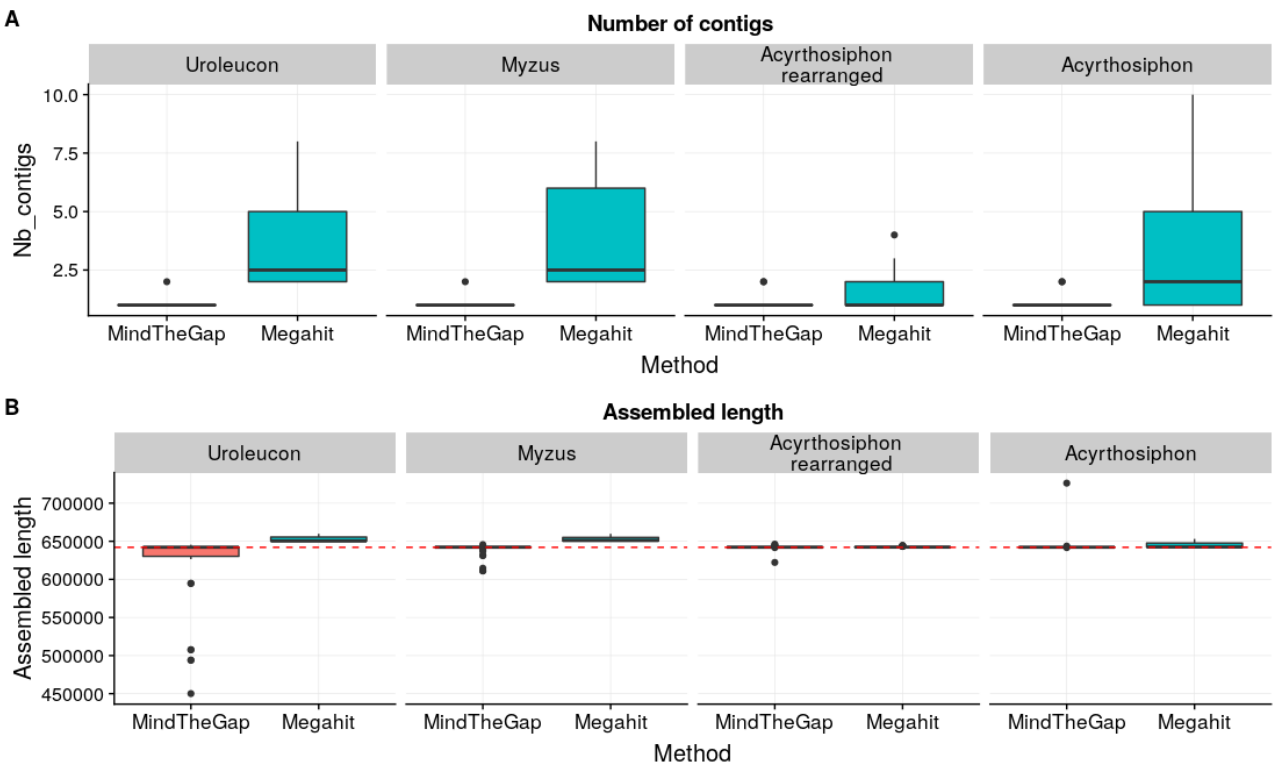 A
Number of contigs
Uroleucon
Myzus
Acyrthosiphon
rearranged
Acyrthosiphon
Nb_contigs
10.0
7.5
5.0
2.5
MindTheGap Megahit MindTheGap Megahit MindTheGap Megahit MindTheGap Megahit
Method
B
Assembled length
Uroleucon
Myzus
Acyrthosiphon
rearranged
Acyrthosiphon
Assembled length
700000
650000
600000
550000
500000
450000
MindTheGap Megahit MindTheGap Megahit MindTheGap Megahit MindTheGap Megahit
Method